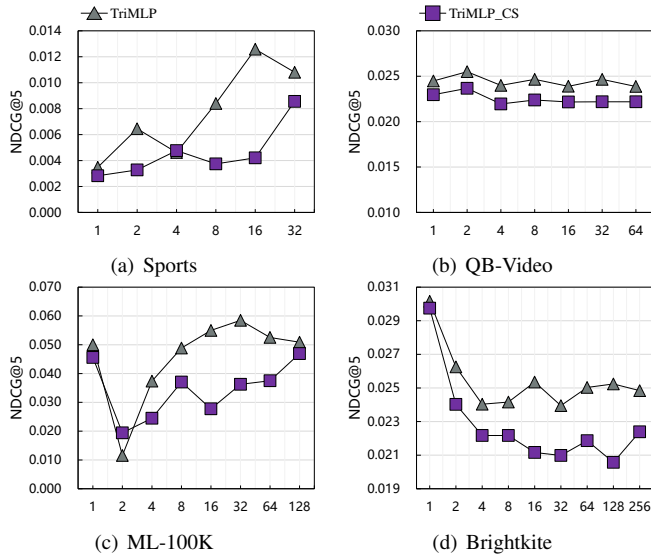 TriMLP
TriMLP_CS
NDCG@5
0.014
0.012
0.010
0.008
0.006
0.004
0.002
0.000
1 2 4 8 16 32
(a) Sports
NDCG@5
0.030
0.025
0.020
0.015
0.010
1 2 4 8 16 32 64
(b) QB-Video
NDCG@5
0.070
0.060
0.050
0.040
0.030
0.020
0.010
0.000
1 2 4 8 16 32 64 128
(c) ML-100K
NDCG@5
0.031
0.029
0.027
0.025
0.023
0.021
0.019
1 2 4 8 16 32 64 128 256
(d) Brightkite